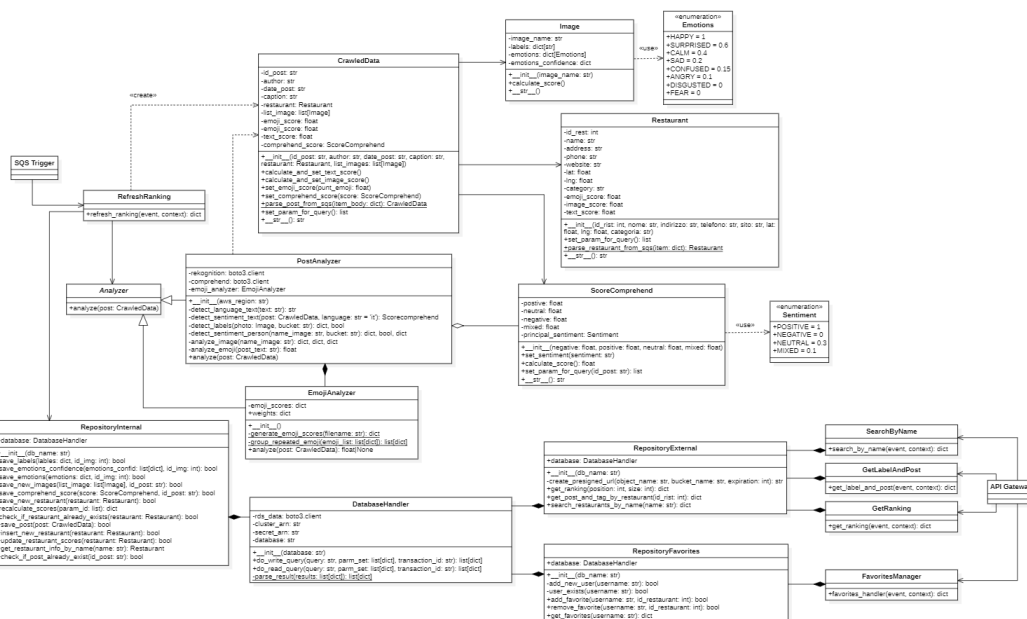 Image
-image_name: str
-labels: dict[str]
-emotions: dict[Emotions]
-emotions_confidence: dict
+__init__(image_name: str)
+calculate_score()
+__str__()
«use»
«enumeration»
Emotions
+HAPPY = 1
+SURPRISED = 0.6
+CALM = 0.4
+SAD = 0.2
+CONFUSED = 0.15
+ANGRY = 0.1
+DISGUSTED = 0
+FEAR = 0
CrawledData
-id_post: str
-author: str
-date_post: str
-caption: str
-restaurant: Restaurant
-list_image: list[Image]
-emoji_score: float
-emoji_score: float
-text_score: float
-comprehend_score: ScoreComprehend
+__init__(id_post: str, author: str, date_post: str, caption: str,
restaurant: Restaurant, list_images: list[Image])
+calculate_and_set_text_score()
+calculate_and_set_image_score()
+set_emoji_score(punt_emoji: float)
+set_comprehend_score(score: ScoreComprehend)
+parse_post_from_sqs(item_body: dict): CrawledData
+set_param_for_query(): list
+__str__(): str
«create»
Restaurant
-id_rest: int
-name: str
-address: str
-phone: str
-website: str
-lat: float
-lng: float
-category: str
-emoji_score: float
-image_score: float
-text_score: float
+__init__(id_rist: int, nome: str, indirizzo: str, telefono: str, sito: str, lat:
float, lng: float, categoria: str)
+set_param_for_query(): list
+parse_restaurant_from_sqs(item: dict): Restaurant
+__str__(): str
SQS Trigger
RefreshRanking
+refresh_ranking(event, context): dict
Analyzer
+analyze(post: CrawledData)
PostAnalyzer
-rekognition: boto3.client
-comprehend: boto3.client
-emoji_analyzer: EmojiAnalyzer
+__init__(aws_region: str)
-detect_language_text(text: str): str
-detect_sentiment_text(post: CrawledData, language: str = 'it'): Scorecomprehend
-detect_labels(photo: Image, bucket: str): dict, bool
-detect_sentiment_person(name_image: str, bucket: str): dict, bool, dict
-analyze_image(name_image: str): dict, dict, dict
-analyze_emoji(post_text: str): float
+analyze(post: CrawledData)
ScoreComprehend
-postive: float
-neutral: float
-negative: float
-mixed: float
-principal_sentiment: Sentiment
+__init__(negative: float, positive: float, neutral: float, mixed: float)
+set_sentiment(sentiment: str)
+calculate_score(): float
+set_param_for_query(id_post: str): list
+__str__(): str
«use»
«enumeration»
Sentiment
+POSITIVE = 1
+NEGATIVE = 0
+NEUTRAL = 0.3
+MIXED = 0.1
EmojiAnalyzer
-emoji_scores: dict
+weights: dict
+__init__()
-generate_emoji_scores(filename: str): dict
-group_repeated_emoji(emoji_list: list[dict]): list[dict]
+analyze(post: CrawledData): float|None
RepositoryInternal
database: DatabaseHandler
__init__(db_name: str)
save_labels(lables: dict, id_img: int): bool
save_emotions_confidence(emotions_confid: list[dict], id_img: int): bool
save_emotions(emotions: dict, id_img: int): bool
save_new_images(list_image: list[Image], id_post: str): bool
save_comprehend_score(score: ScoreComprehend, id_post: str): bool
save_new_restaurant(restaurant: Restaurant): bool
recalculate_scores(param_id: list): dict
check_if_restaurant_already_exists(restaurant: Restaurant): bool
save_post(post: CrawledData): bool
insert_new_restaurant(restaurant: Restaurant): bool
update_restaurant_scores(restaurant: Restaurant): bool
get_restaurant_info_by_name(name: str): Restaurant
check_if_post_already_exist(id_post: str): bool
DatabaseHandler
-rds_data: boto3.client
-cluster_arn: str
-secret_arn: str
-database: str
+__init__(database: str)
+do_write_query(query: str, parm_set: list[dict], transaction_id: str): list[dict]
+do_read_query(query: str, parm_set: list[dict], transaction_id: str): list[dict]
-parse_result(results: list[dict]): list[dict]
RepositoryExternal
+database: DatabaseHandler
+__init__(db_name: str)
-create_presigned_url(object_name: str, bucket_name: str, expiration: int): str
+get_ranking(position: int, size: int): dict
+get_post_and_tag_by_restaurant(id_rist: int): dict
+search_restaurants_by_name(name: str): dict
RepositoryFavorites
+database: DatabaseHandler
+__init__(db_name: str)
-add_new_user(username: str): bool
-user_exists(username: str): bool
+add_favorite(username: str, id_restaurant: int): bool
+remove_favorite(username: str, id_restaurant: int): bool
+get_favorites(username: str): dict
SearchByName
+search_by_name(event, context): dict
GetLabelAndPost
+get_label_and_post(event, context): dict
GetRanking
+get_ranking(event, context): dict
FavoritesManager
+favorites_handler(event, context): dict
API Gatewa